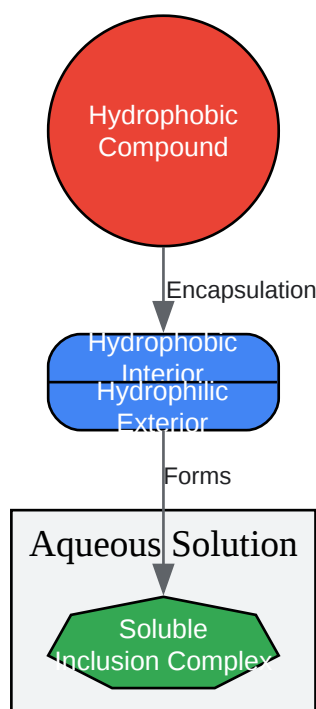 Hydrophobic
Compound
Encapsulation
Hydrophobic
Interior
Hydrophilic
Exterior
Forms
Aqueous Solution
Soluble
Inclusion Complex